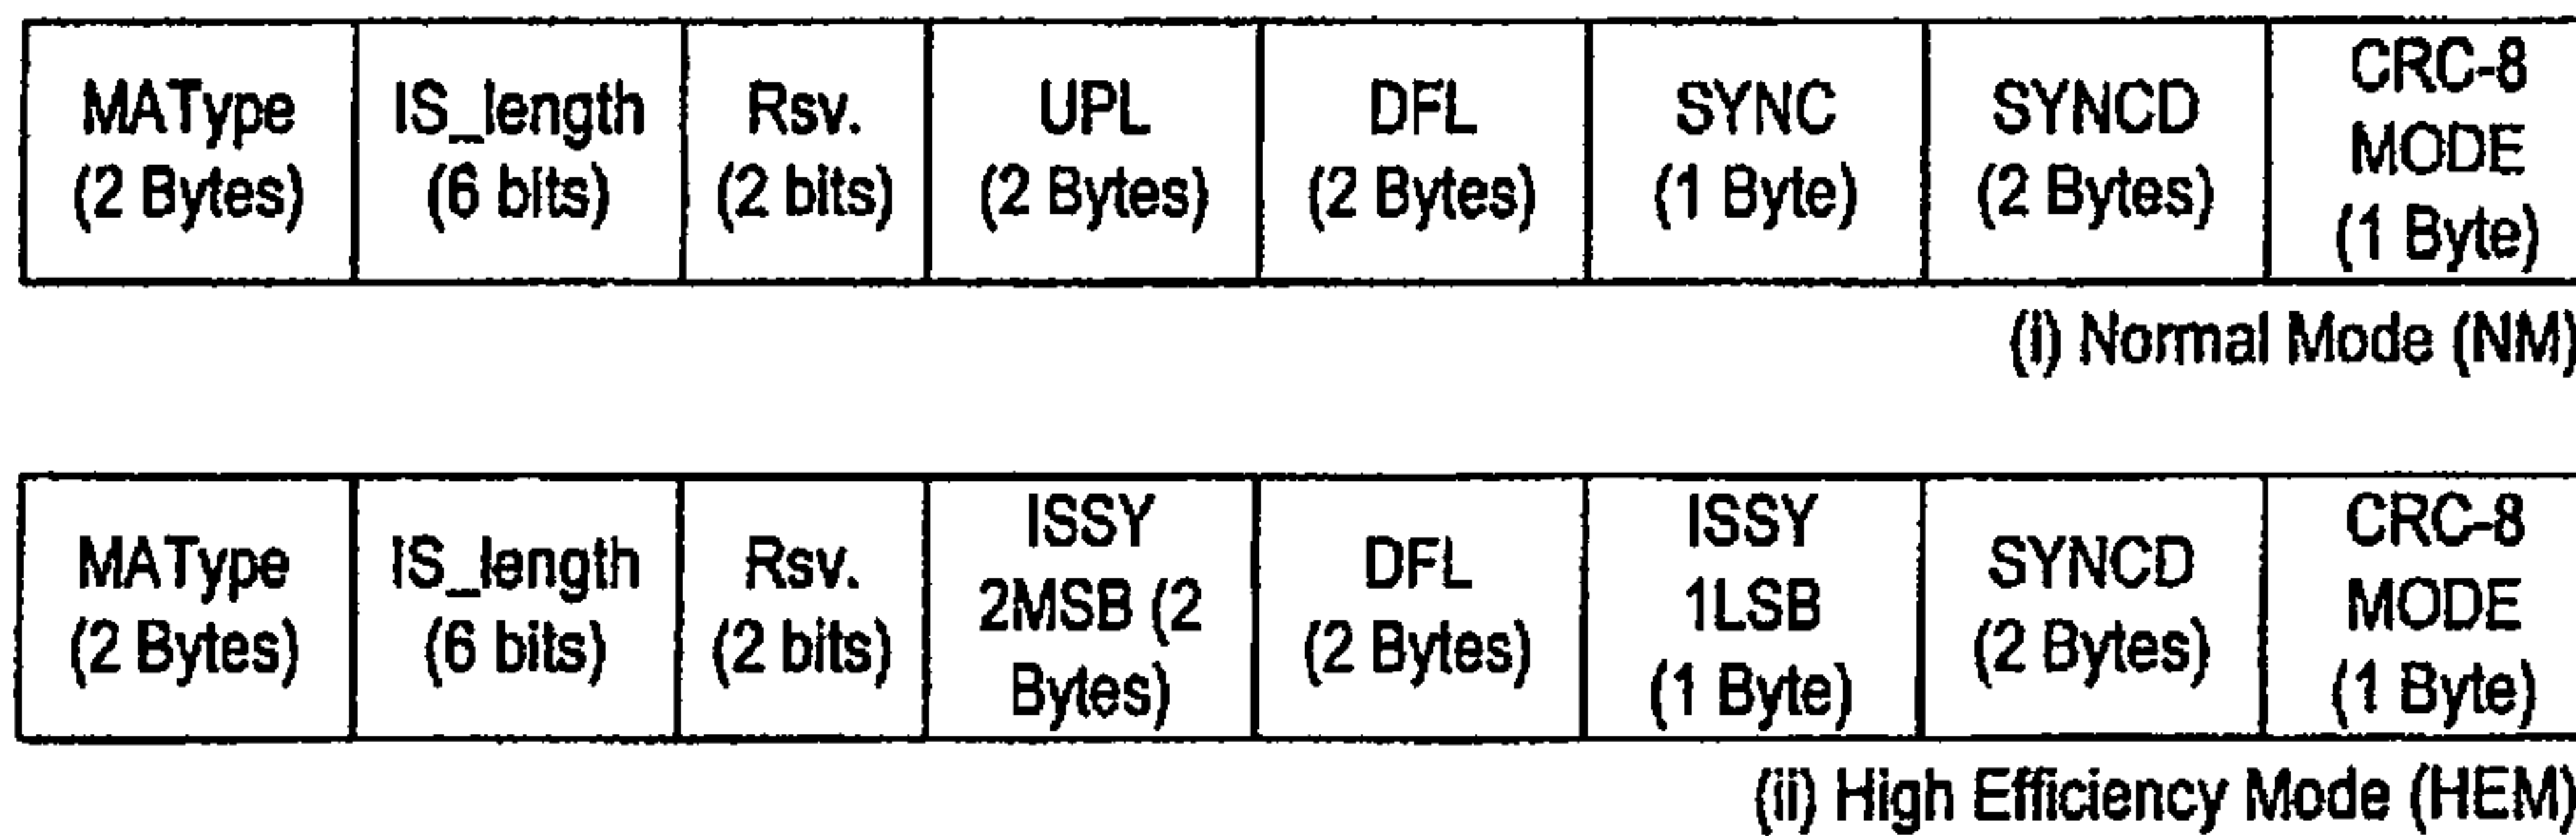 MAType
(2 Bytes)
IS_length
(6 bits)
Rsv.
(2 bits)
UPL
(2 Bytes)
DFL
(2 Bytes)
SYNC
(1 Byte)
SYNCD
(2 Bytes)
CRC-8
MODE
(1 Byte)
(i) Normal Mode (NM)
MAType
(2 Bytes)
IS_length
(6 bits)
Rsv.
(2 bits)
ISSY
2MSB (2
Bytes)
DFL
(2 Bytes)
ISSY
1LSB
(1 Byte)
SYNCD
(2 Bytes)
CRC-8
MODE
(1 Byte)
(ii) High Efficiency Mode (HEM)